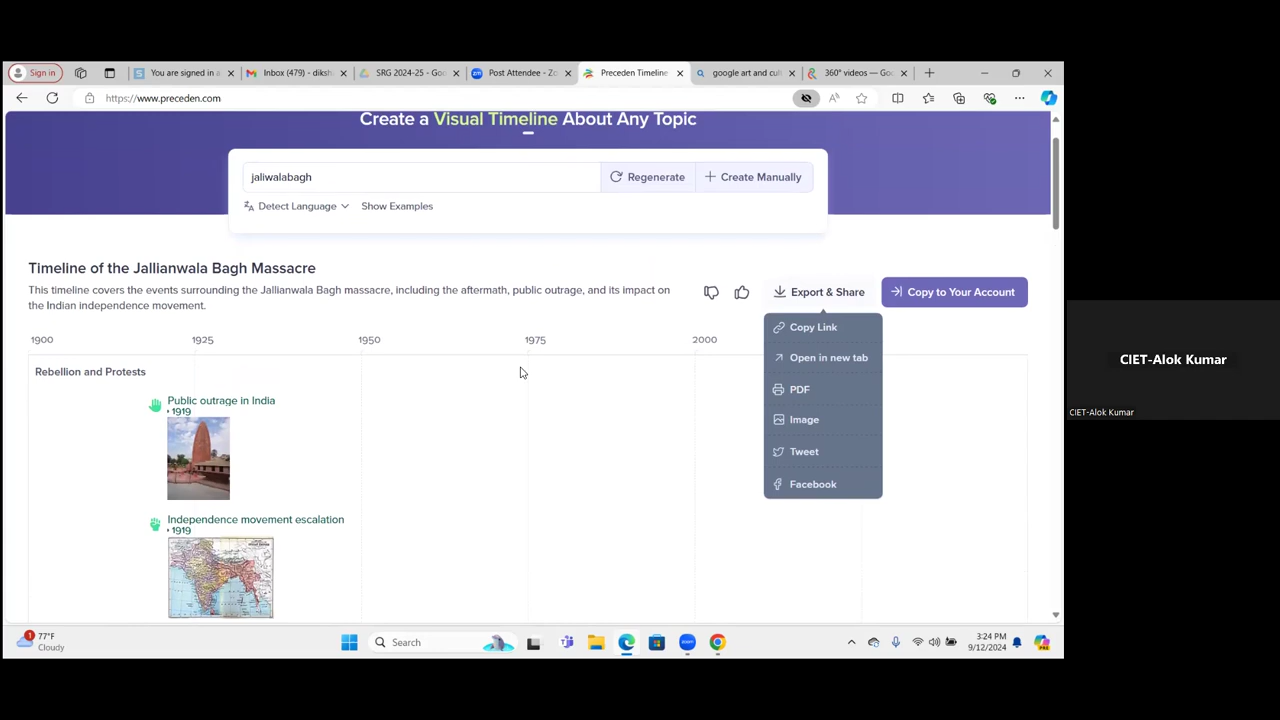 Sign in
You are signed in a
Inbox (479) - diksh
SRG 2024-25 - Goo
Post Attendee - Zo
Preceden Timeline
google art and cul
360° videos — Goo
https://www.preceden.com
Create a Visual Timeline About Any Topic
jaliwalabagh
Regenerate
Create Manually
Detect Language
Show Examples
Timeline of the Jallianwala Bagh Massacre
This timeline covers the events surrounding the Jallianwala Bagh massacre, including the aftermath, public outrage, and its impact on
the Indian independence movement.
Export & Share
Copy to Your Account
Copy Link
Open in new tab
PDF
Image
Tweet
Facebook
1900 1925 1950 1975 2000
Rebellion and Protests
Public outrage in India
1919
Independence movement escalation
1919
CIET-Alok Kumar
CIET-Alok Kumar
1
77°F
Cloudy
Search
3:24 PM
9/12/2024